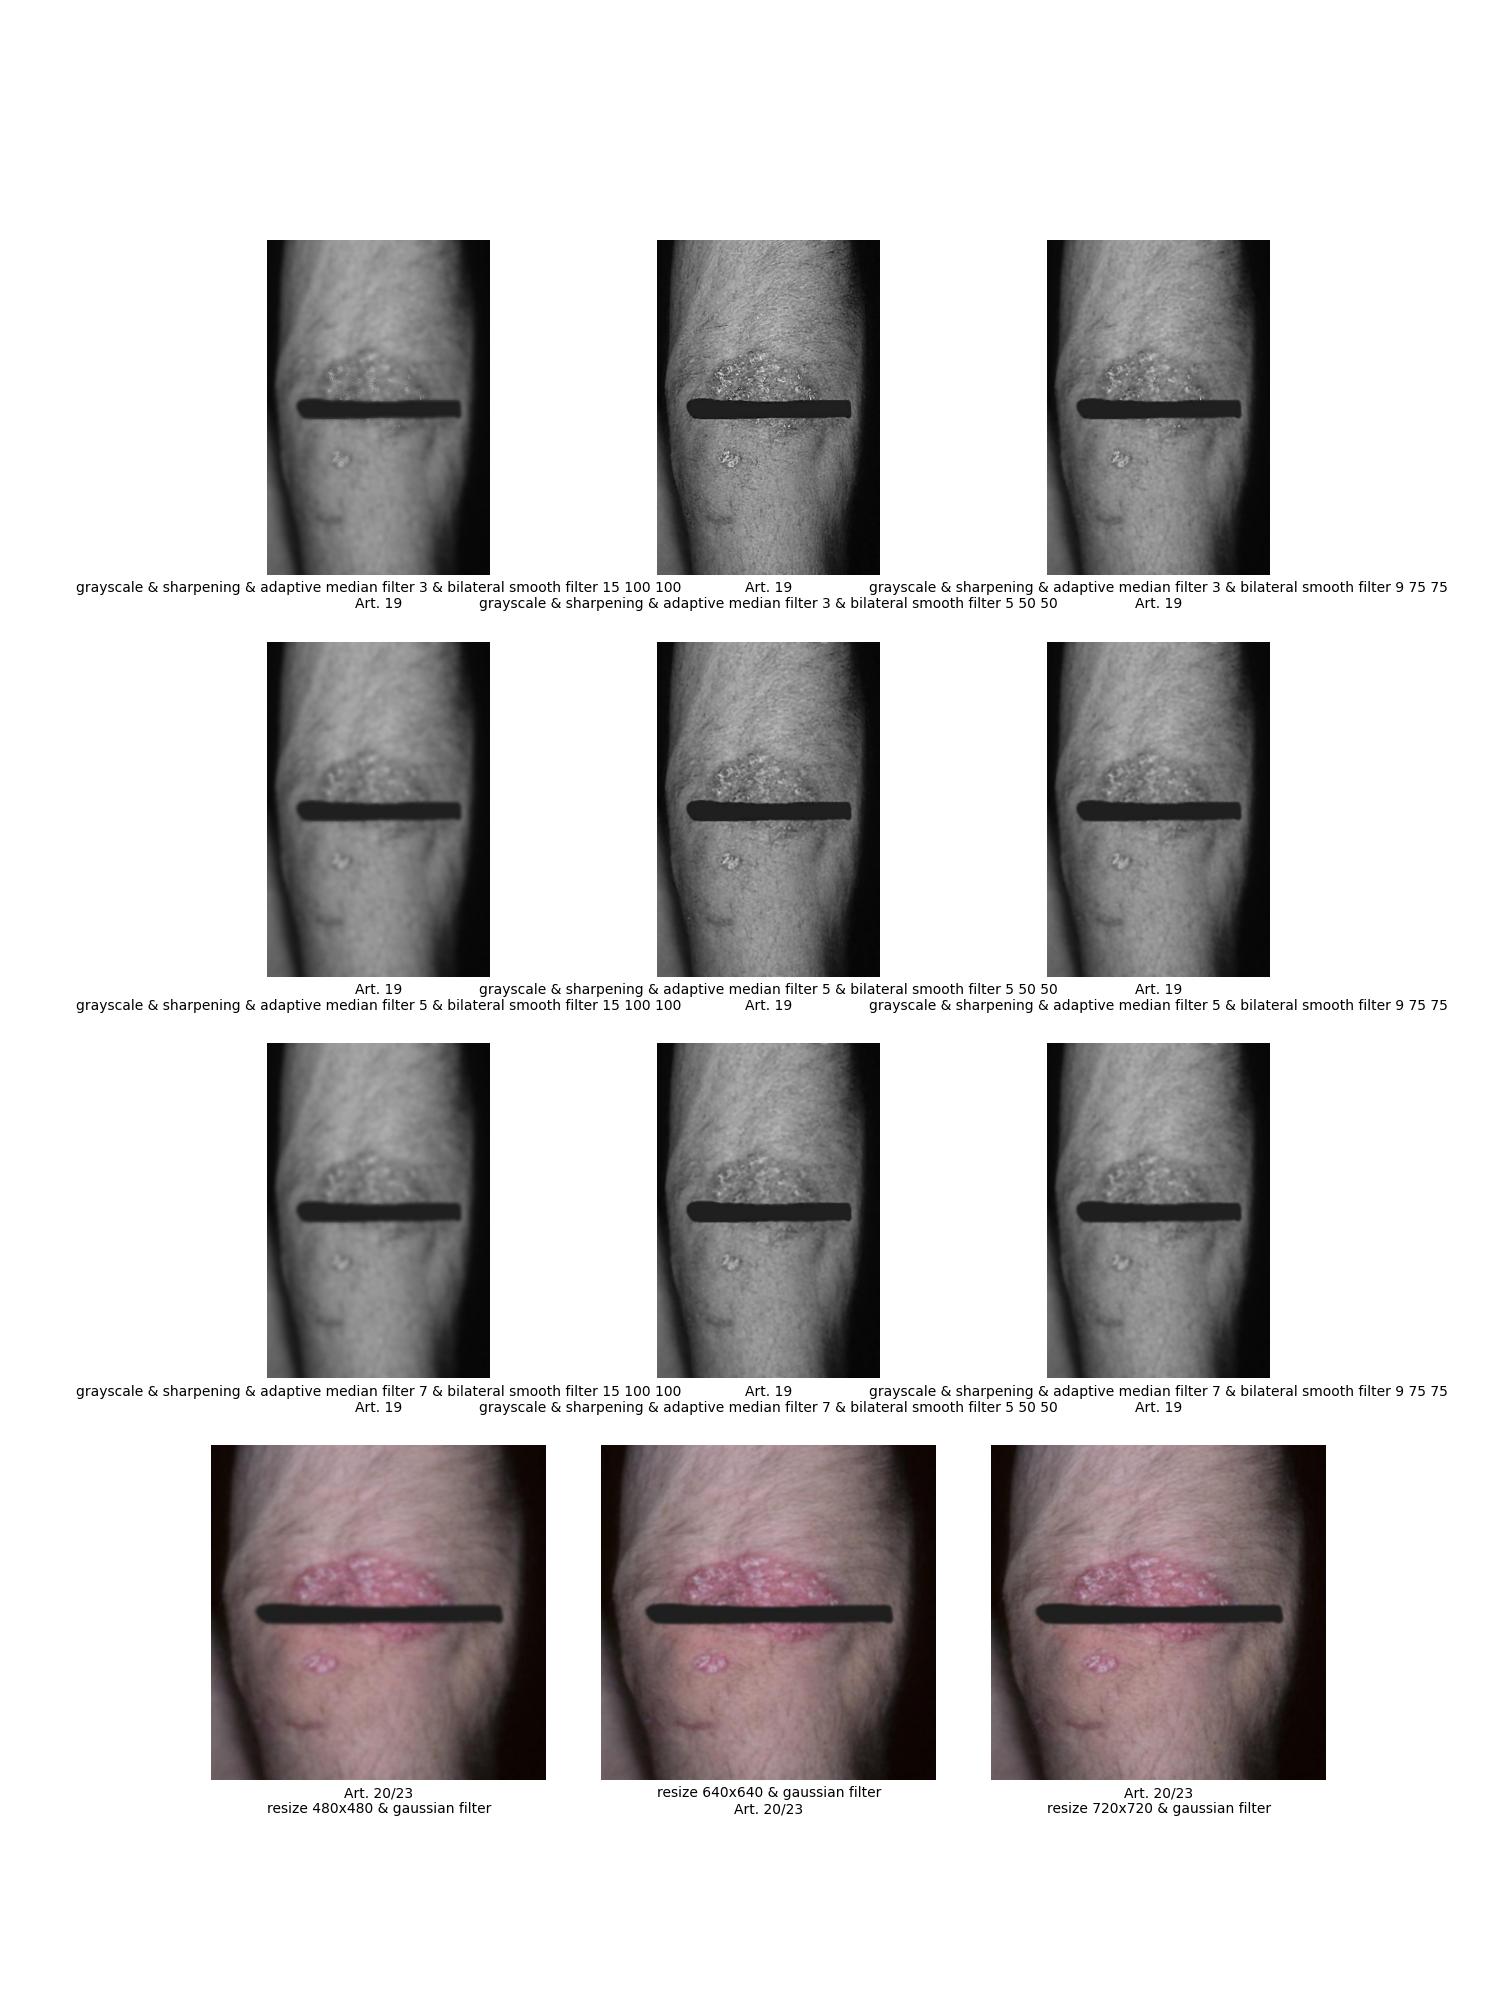 grayscale & sharpening & adaptive median filter 3 & bilateral smooth filter 15 100 100
Art. 19
Art. 19
grayscale & sharpening & adaptive median filter 3 & bilateral smooth filter 5 50 50
grayscale & sharpening & adaptive median filter 3 & bilateral smooth filter 9 75 75
Art. 19
Art. 19
grayscale & sharpening & adaptive median filter 5 & bilateral smooth filter 15 100 100
grayscale & sharpening & adaptive median filter 5 & bilateral smooth filter 5 50 50
Art. 19
Art. 19
grayscale & sharpening & adaptive median filter 5 & bilateral smooth filter 9 75 75
grayscale & sharpening & adaptive median filter 7 & bilateral smooth filter 15 100 100
Art. 19
Art. 19
grayscale & sharpening & adaptive median filter 7 & bilateral smooth filter 5 50 50
grayscale & sharpening & adaptive median filter 7 & bilateral smooth filter 9 75 75
Art. 19
Art. 20/23
resize 480x480 & gaussian filter
resize 640x640 & gaussian filter
Art. 20/23
Art. 20/23
resize 720x720 & gaussian filter